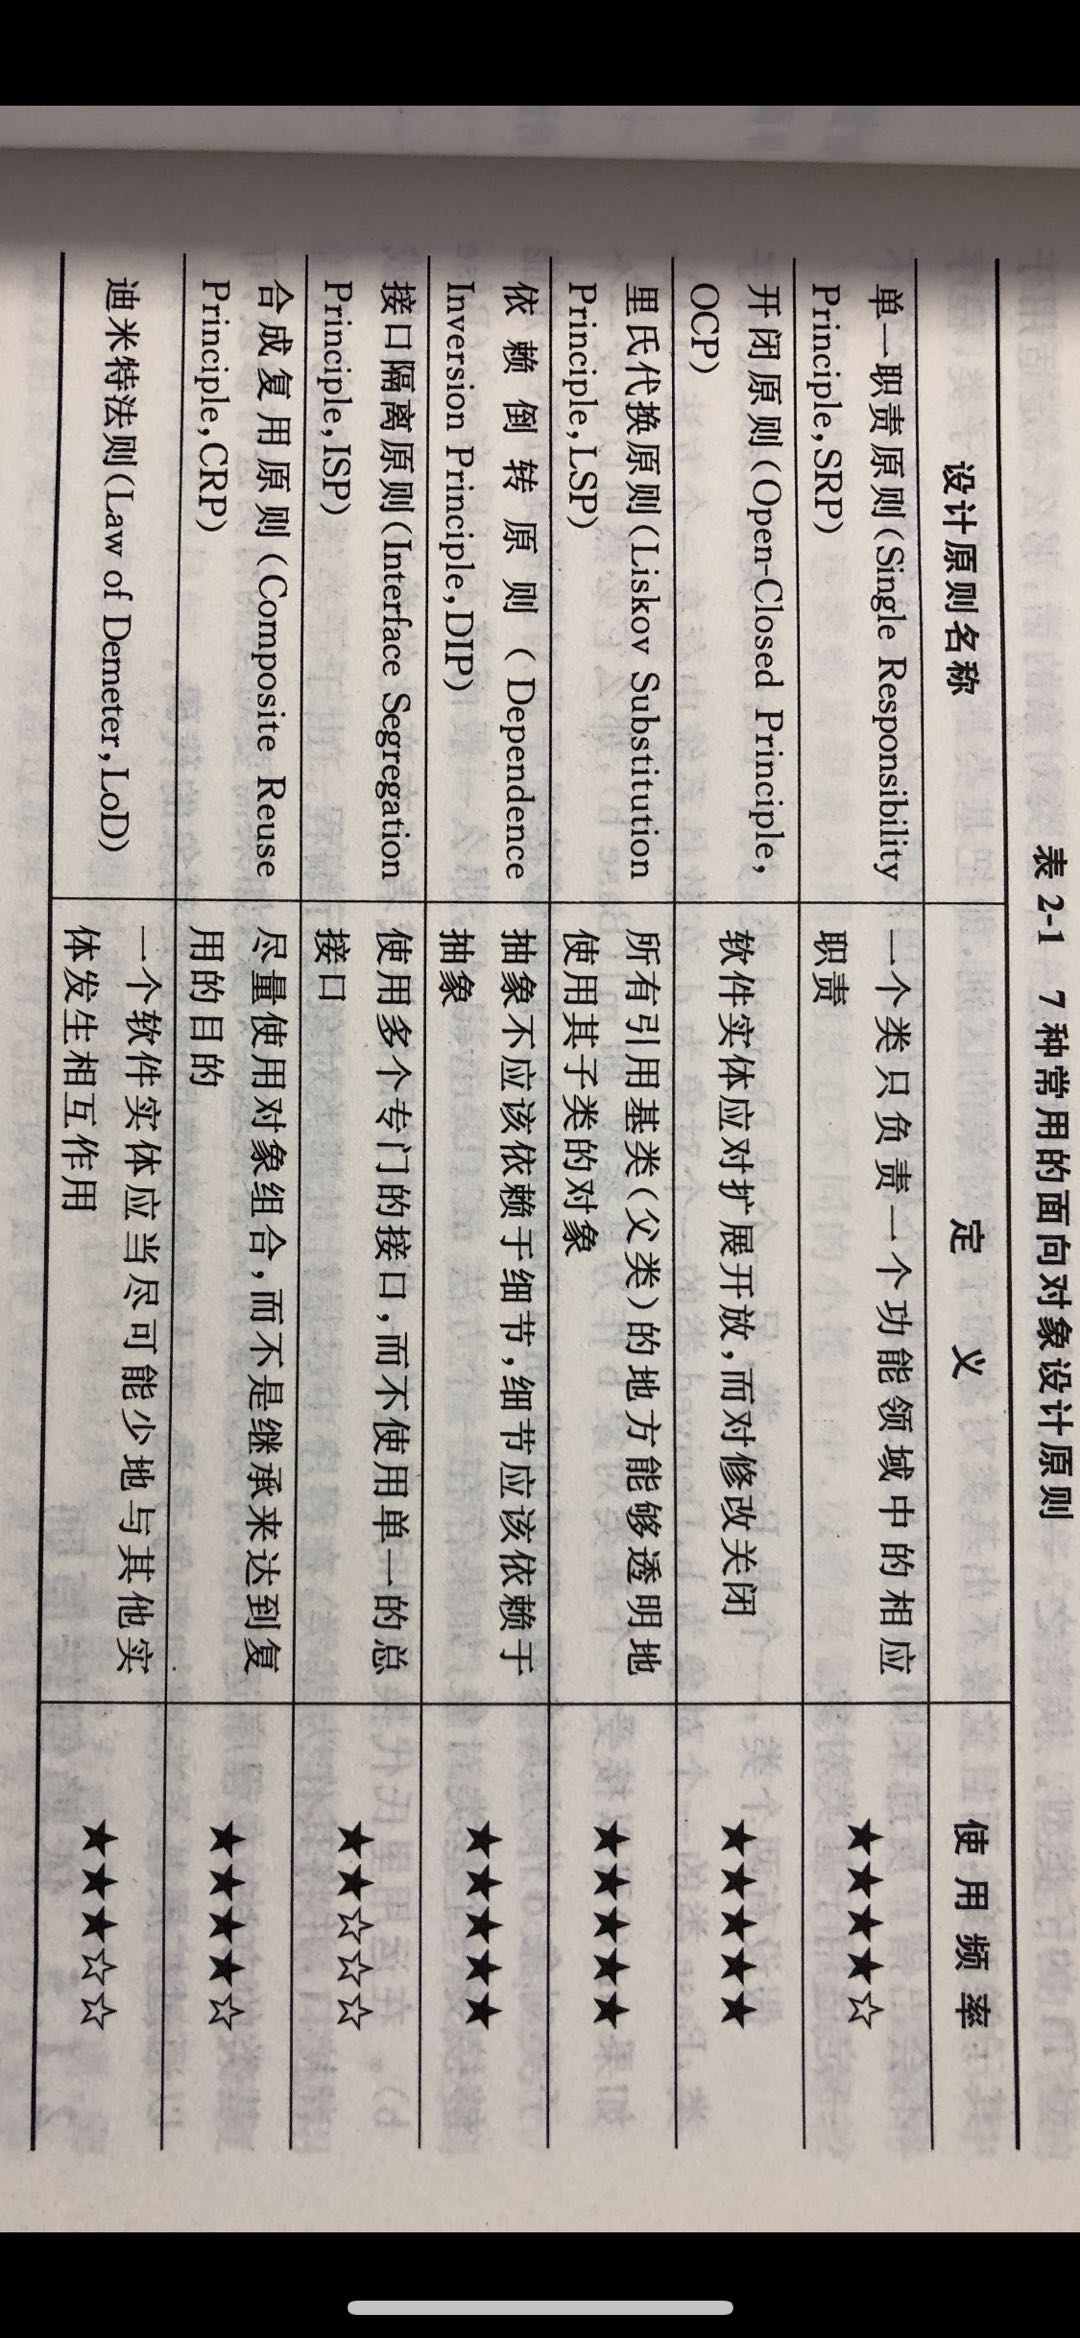 表 2-1 7 种常用的面向对象设计原则
设计原则名称 定 义 使 用 频 率
单一职责原则(Single Responsibility
Principle,SRP)
一个类只负责一个功能领域中的相应
职责
★★★★☆
开闭原则(Open-Closed Principle,
OCP)
软件实体应对扩展开放,而对修改关闭
★★★★★
里氏代换原则(Liskov Substitution
Principle,LSP)
所有引用基类(父类)的地方能够透明地
使用其子类的对象
★★★★★
依赖倒转原则(Dependence
Inversion Principle,DIP)
抽象不应该依赖于细节,细节应该依赖于
抽象
★★★★★
接口隔离原则(Interface Segregation
Principle,ISP)
使用多个专门的接口,而不使用单一的总
接口
★★☆☆☆
合成复用原则(Composite Reuse
Principle,CRP)
尽量使用对象组合,而不是继承来达到复
用的目的
★★★★☆
迪米特法则(Law of Demeter,LoD)
一个软件实体应当尽可能少地与其他实
体发生相互作用
★★★☆☆